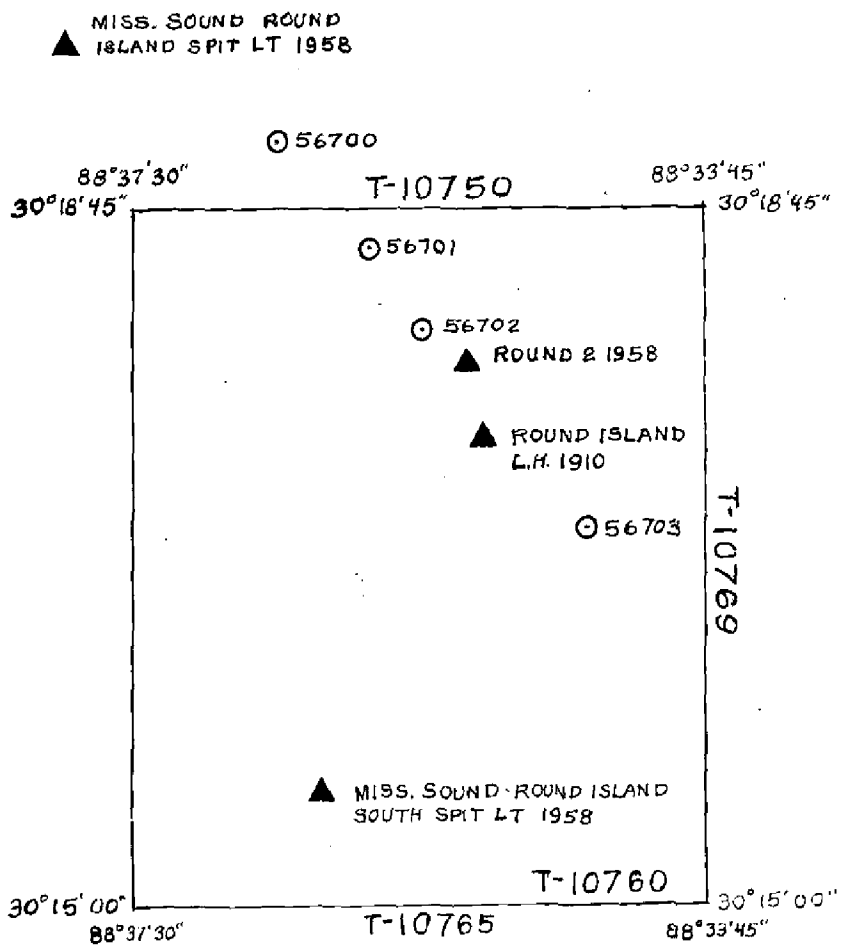 MISS. SOUND ROUND
ISLAND SPIT LT 1958
56700
88°37'30"
T-10750
88°33'45"
30°18'45"
30°18'45"
56701
56702
ROUND 2 1958
ROUND ISLAND
L.H. 1910
T-10769
56703
MISS. SOUND-ROUND ISLAND
SOUTH SPIT LT 1958
T-10760
30°15'00"
30°15'00"
88°37'30"
T-10765
88°33'45"